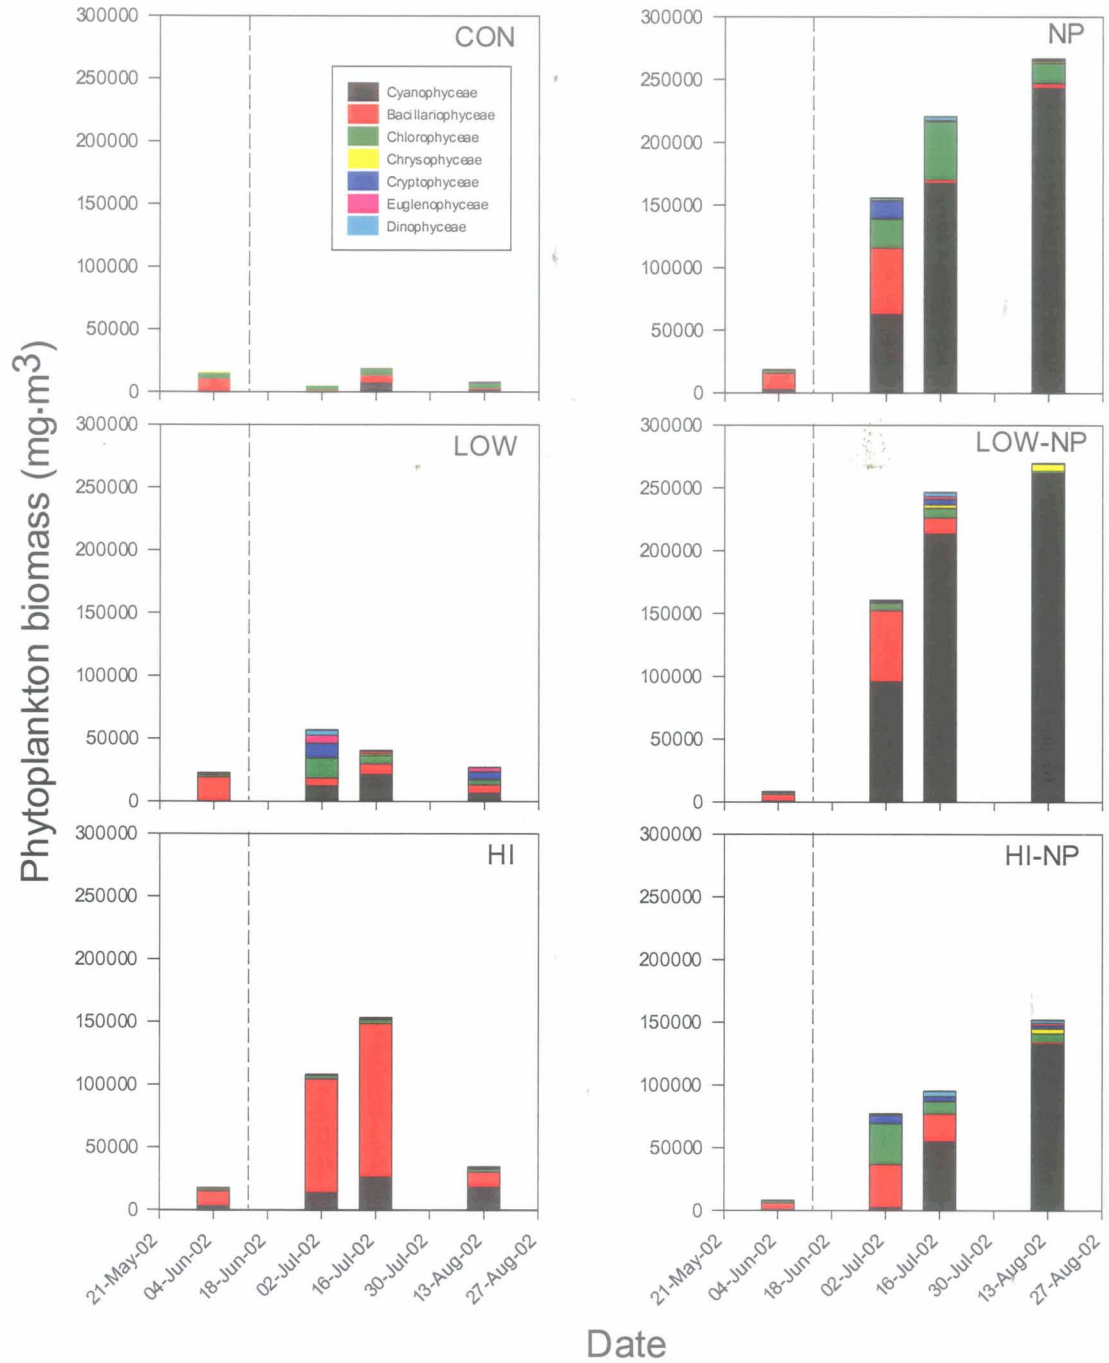 CON
300000
250000
200000
150000
100000
50000
0
Cyanophyceae
Bacillariophyceae
Chlorophyceae
Chrysophyceae
Cryptophyceae
Euglenophyceae
Dinophyceae
NP
300000
250000
200000
150000
100000
50000
0
Phytoplankton biomass (mg·m³)
LOW
300000
250000
200000
150000
100000
50000
0
LOW-NP
300000
250000
200000
150000
100000
50000
0
HI
300000
250000
200000
150000
100000
50000
0
21-May-02
04-Jun-02
18-Jun-02
02-Jul-02
16-Jul-02
30-Jul-02
13-Aug-02
27-Aug-02
HI-NP
300000
250000
200000
150000
100000
50000
0
21-May-02
04-Jun-02
18-Jun-02
02-Jul-02
16-Jul-02
30-Jul-02
13-Aug-02
27-Aug-02
Date